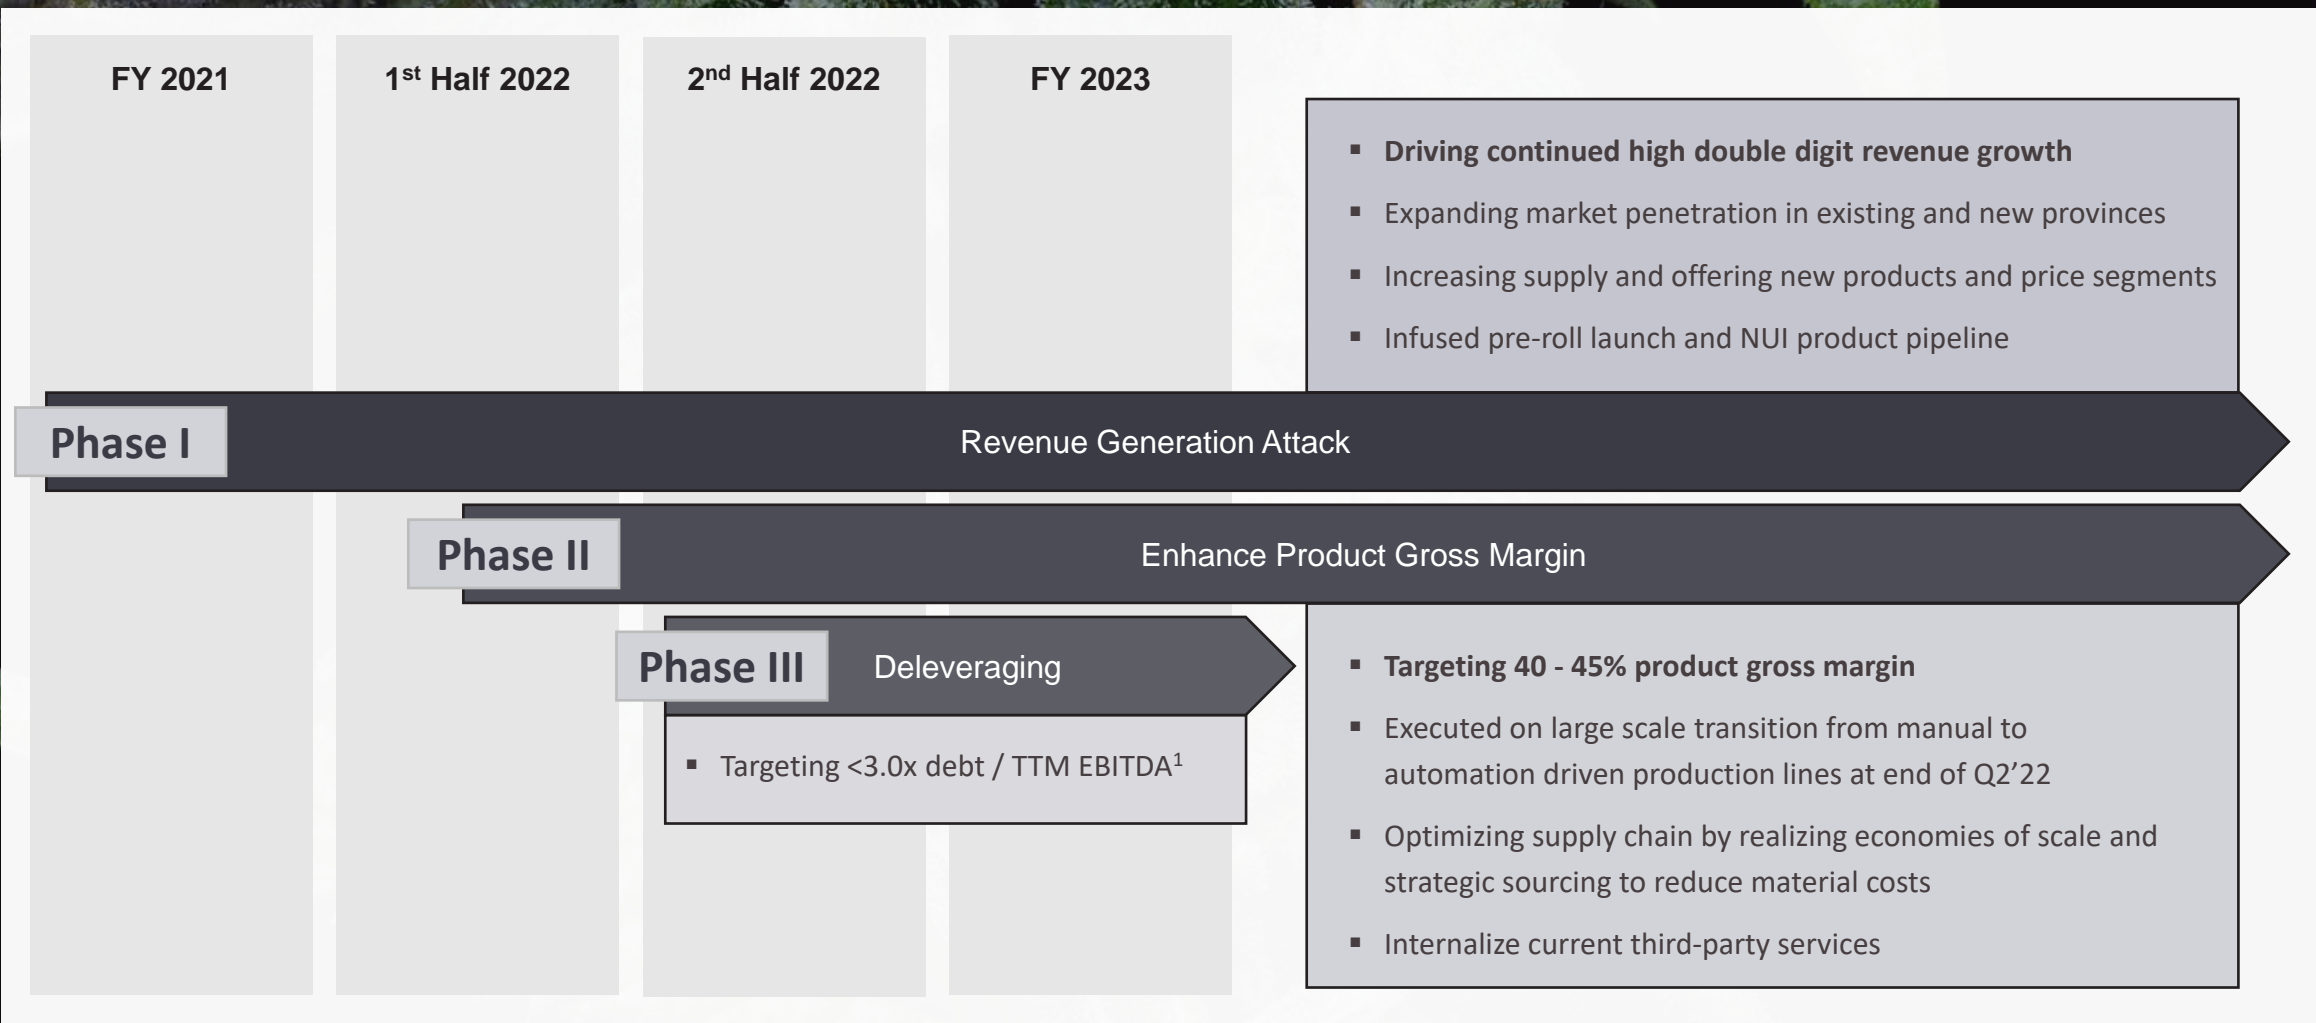 FY 2021
1st Half 2022
2nd Half 2022
FY 2023
▪ Driving continued high double digit revenue growth
▪ Expanding market penetration in existing and new provinces
▪ Increasing supply and offering new products and price segments
▪ Infused pre-roll launch and NUI product pipeline
Phase I
Revenue Generation Attack
Phase II
Enhance Product Gross Margin
Phase III
Deleveraging
▪ Targeting <3.0x debt / TTM EBITDA1
▪ Targeting 40 - 45% product gross margin
▪ Executed on large scale transition from manual to
automation driven production lines at end of Q2’22
▪ Optimizing supply chain by realizing economies of scale and
strategic sourcing to reduce material costs
▪ Internalize current third-party services